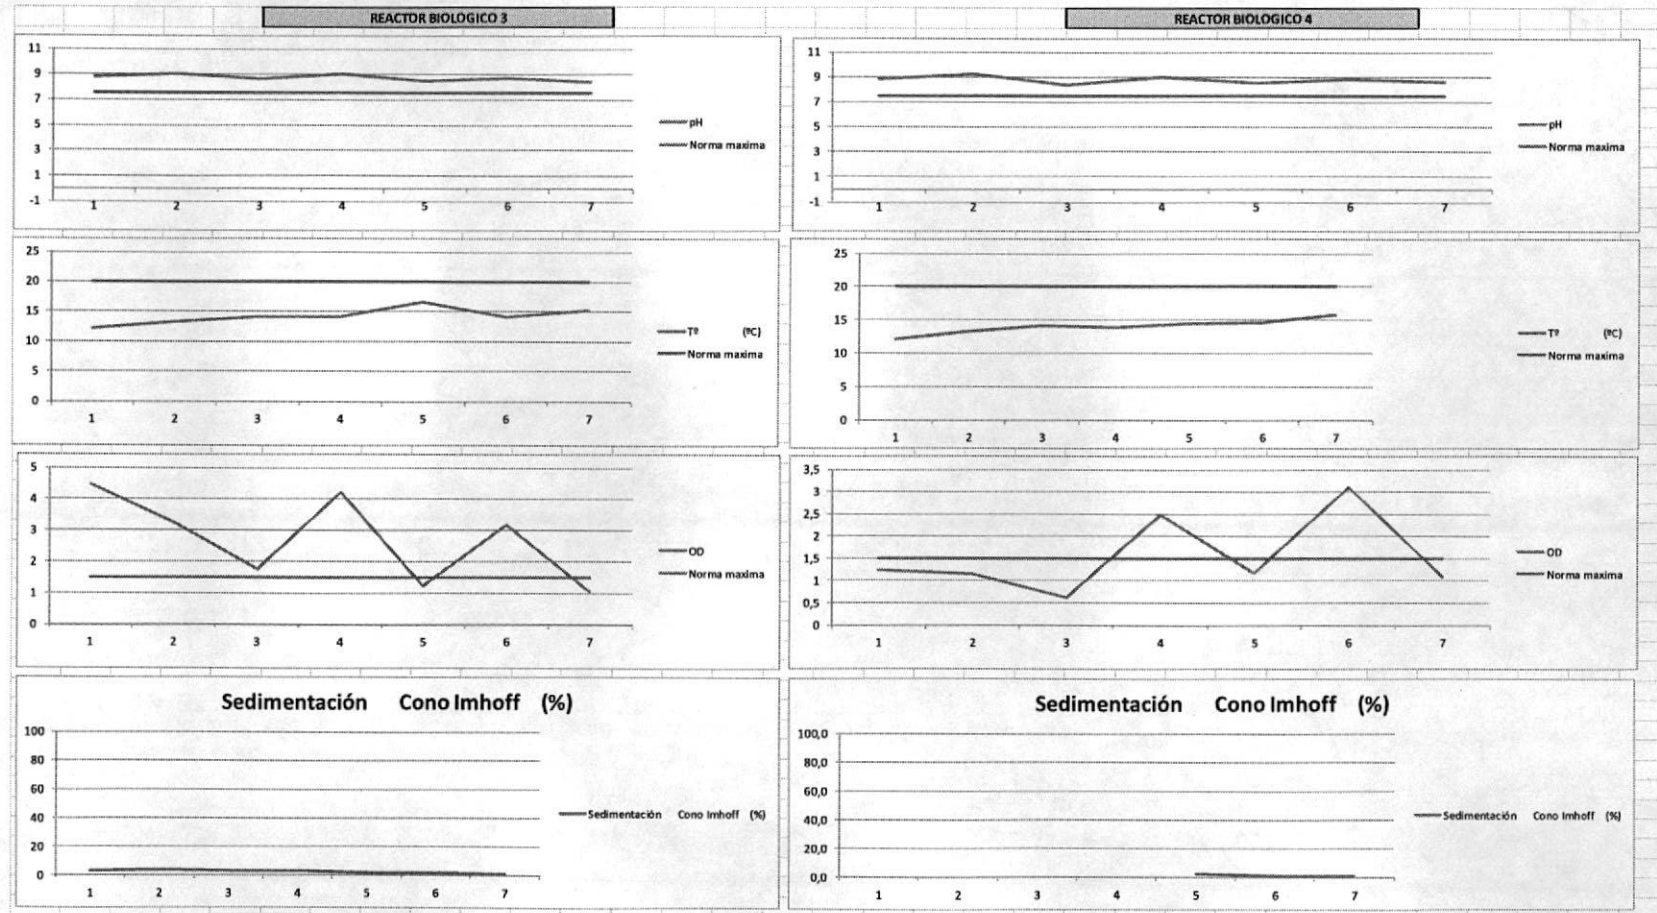 REACTOR BIOLOGICO 3
11
9
7
5
3
1
-1
1 2 3 4 5 6 7
pH
Norma maxima
25
20
15
10
5
0
1 2 3 4 5 6 7
Tº (ºC)
Norma maxima
5
4
3
2
1
0
1 2 3 4 5 6 7
OD
Norma maxima
Sedimentación Cono Imhoff (%)
100
80
60
40
20
0
1 2 3 4 5 6 7
Sedimentación Cono Imhoff (%)
REACTOR BIOLOGICO 4
11
9
7
5
3
1
-1
1 2 3 4 5 6 7
pH
Norma maxima
25
20
15
10
5
0
1 2 3 4 5 6 7
Tº (ºC)
Norma maxima
3,5
3
2,5
2
1,5
1
0,5
0
1 2 3 4 5 6 7
OD
Norma maxima
Sedimentación Cono Imhoff (%)
100,0
80,0
60,0
40,0
20,0
0,0
1 2 3 4 5 6 7
Sedimentación Cono Imhoff (%)